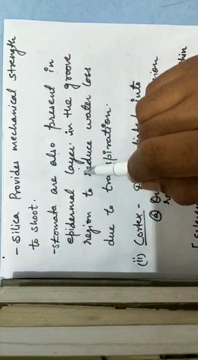 - Silica Provides mechanical strength
to shoot.
- Stomata are also present in
epidermal layer in the groove
region to reduce water loss
due to transpiration.
(ii) Cortex - into